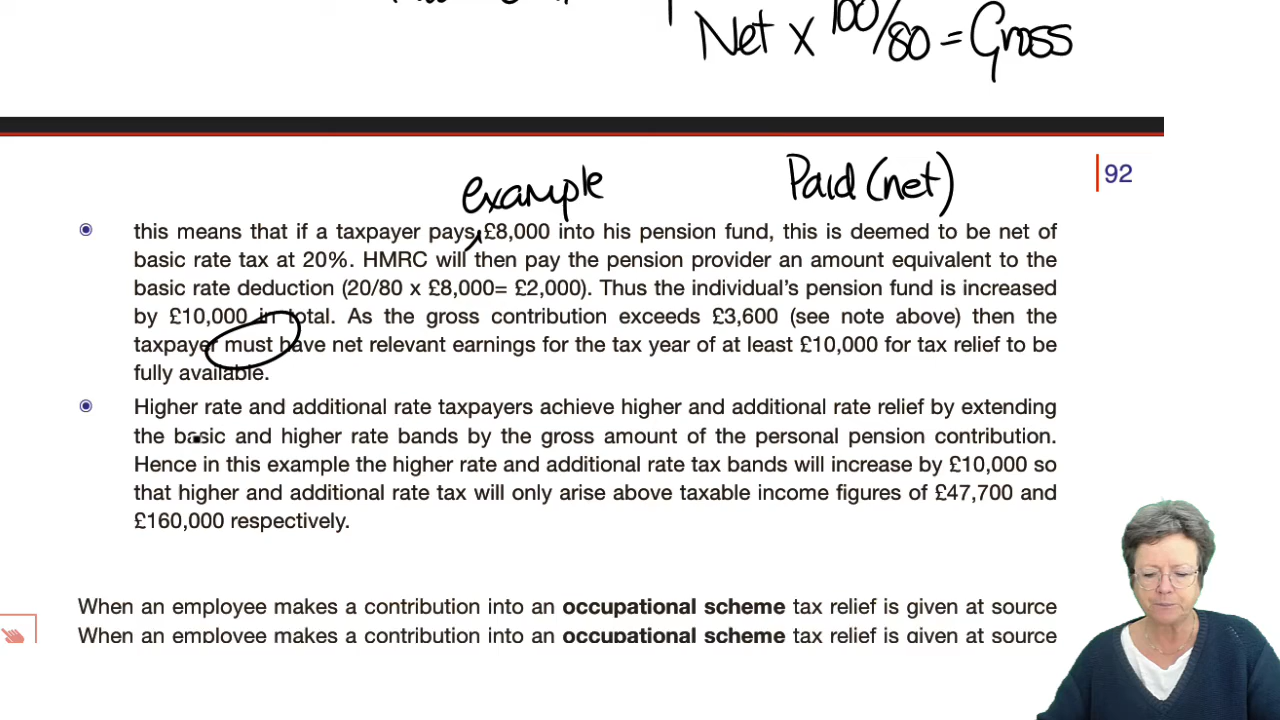 Net x 100/80 = Gross
92
example
Paid (net)
this means that if a taxpayer pays £8,000 into his pension fund, this is deemed to be net of
basic rate tax at 20%. HMRC will then pay the pension provider an amount equivalent to the
basic rate deduction (20/80 x £8,000= £2,000). Thus the individual's pension fund is increased
by £10,000 in total. As the gross contribution exceeds £3,600 (see note above) then the
taxpayer must have net relevant earnings for the tax year of at least £10,000 for tax relief to be
fully available.
Higher rate and additional rate taxpayers achieve higher and additional rate relief by extending
the basic and higher rate bands by the gross amount of the personal pension contribution.
Hence in this example the higher rate and additional rate tax bands will increase by £10,000 so
that higher and additional rate tax will only arise above taxable income figures of £47,700 and
£160,000 respectively.
When an employee makes a contribution into an occupational scheme tax relief is given at source
When an employee makes a contribution into an occupational scheme tax relief is given at source